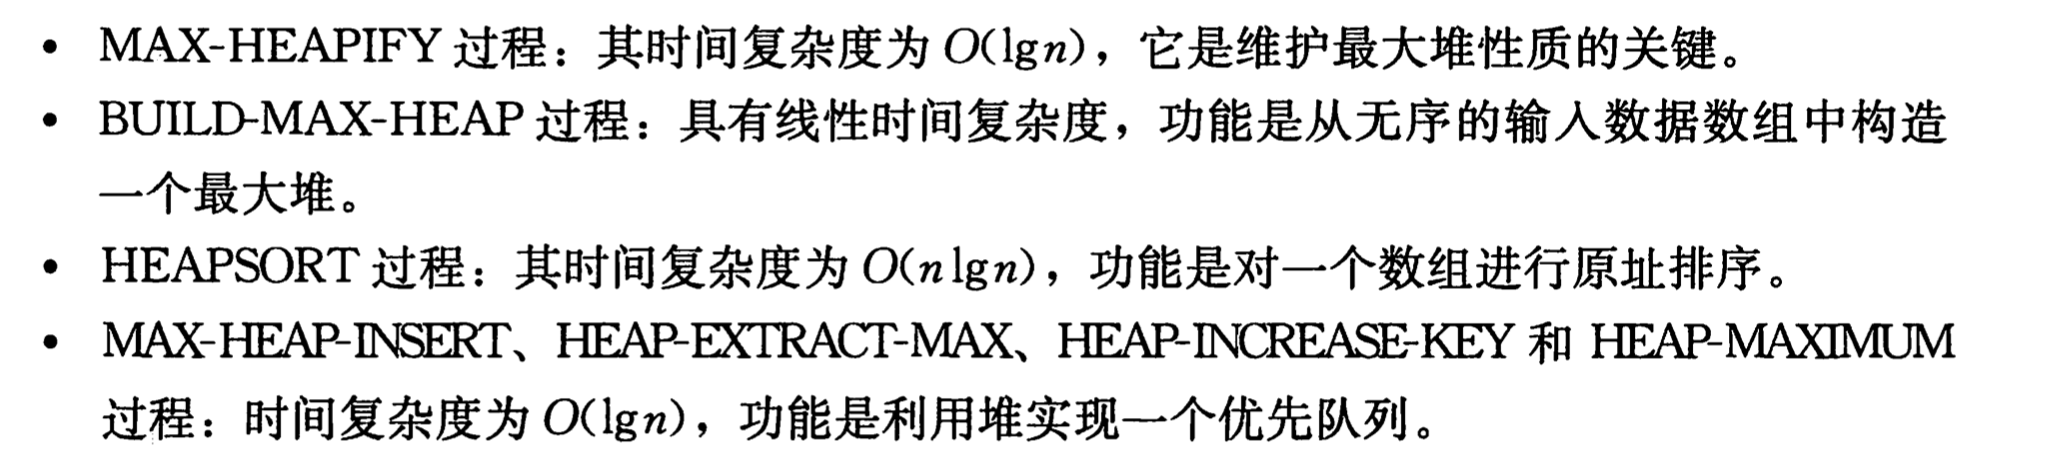 • MAX-HEAPIFY 过程：其时间复杂度为 O(lgn)，它是维护最大堆性质的关键。
• BUILD-MAX-HEAP 过程：具有线性时间复杂度，功能是从无序的输入数据数组中构造
一个最大堆。
• HEAPSORT 过程：其时间复杂度为 O(nlgn)，功能是对一个数组进行原址排序。
• MAX-HEAP-INSERT、HEAP-EXTRACT-MAX、HEAP-INCREASE-KEY 和 HEAP-MAXIMUM
过程：时间复杂度为 O(lgn)，功能是利用堆实现一个优先队列。